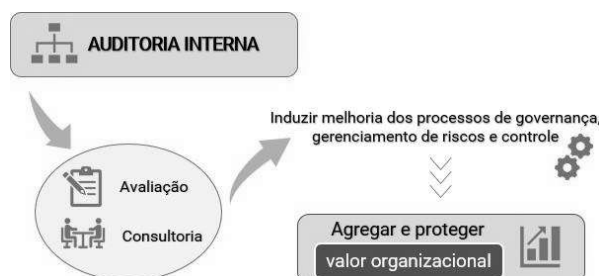 AUDITORIA INTERNA
Induzir melhoria dos processos de governança,
gerenciamento de riscos e controle
Avaliação
Consultoria
Agregar e proteger
valor organizacional